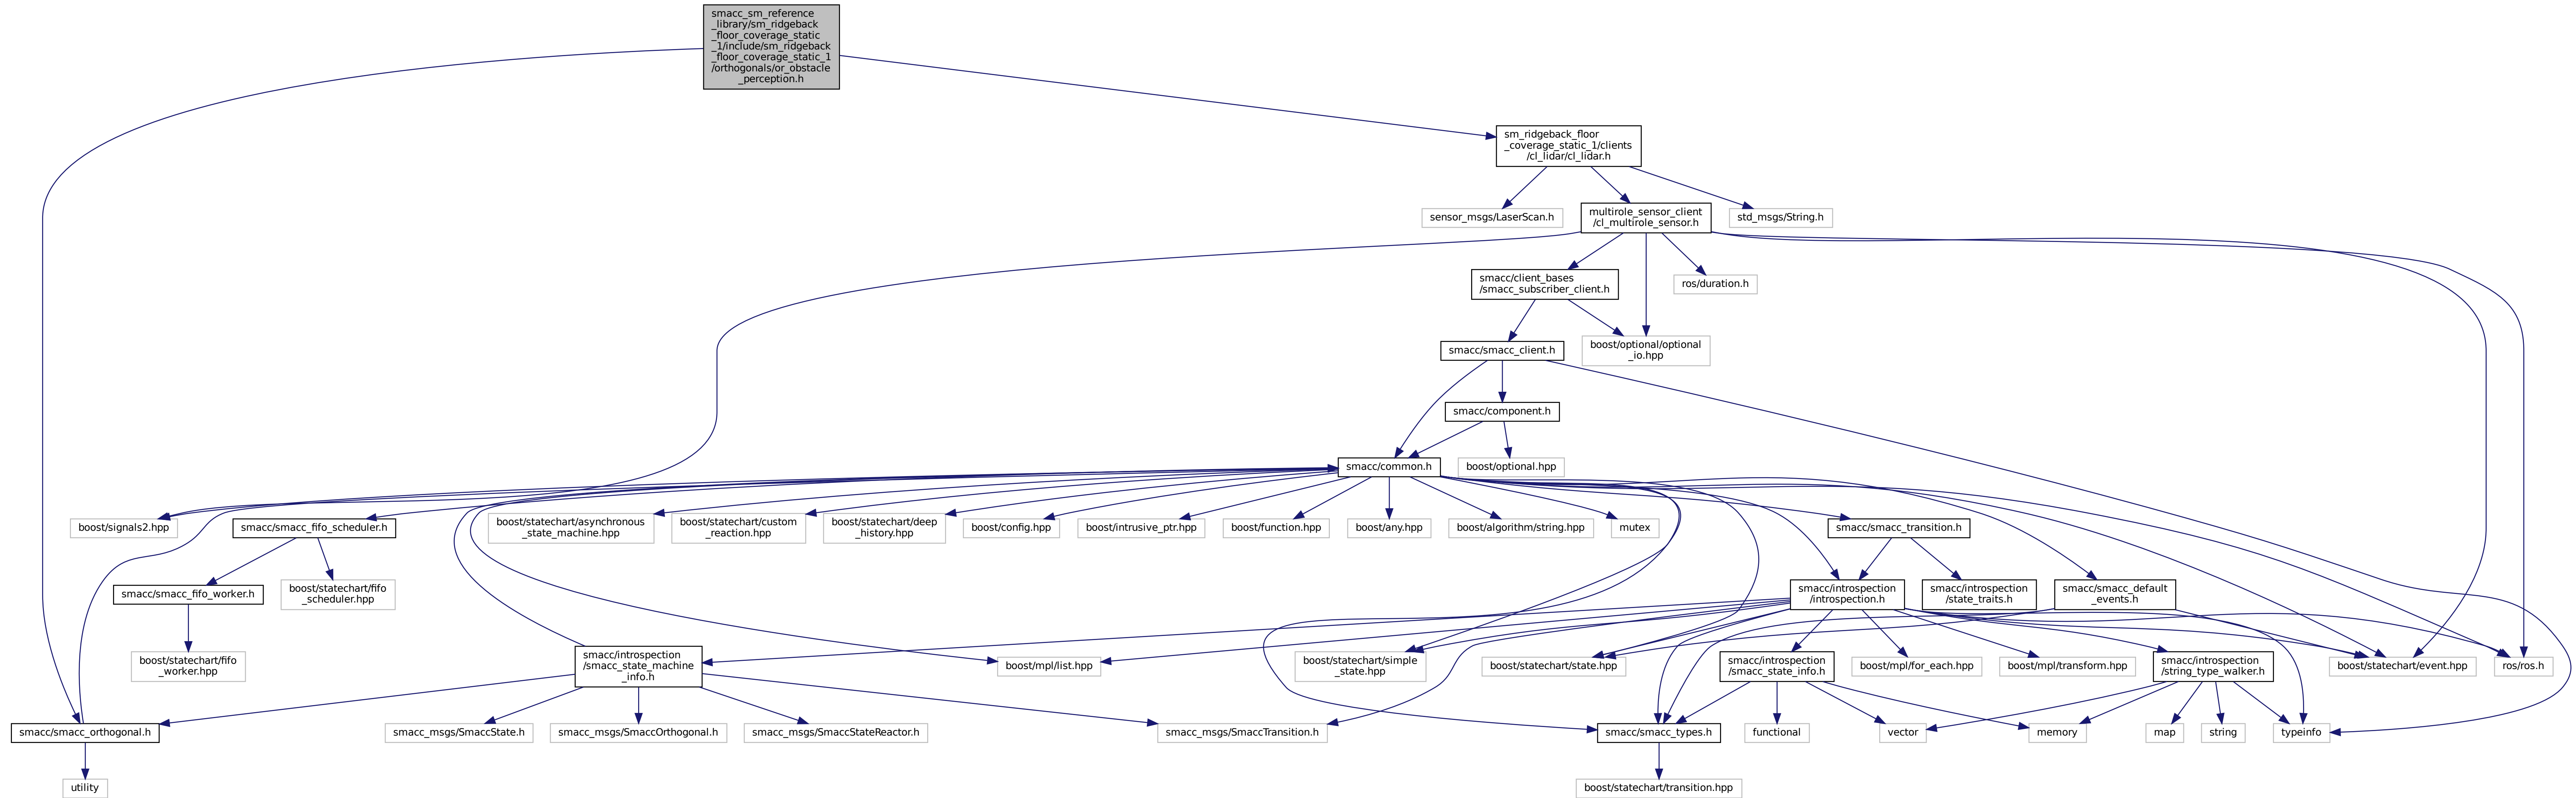 smacc_sm_reference
_library/sm_ridgeback
_floor_coverage_static
_1/include/sm_ridgeback
_floor_coverage_static_1
/orthogonals/or_obstacle
_perception.h
sm_ridgeback_floor
_coverage_static_1/clients
/cl_lidar/cl_lidar.h
sensor_msgs/LaserScan.h
multirole_sensor_client
/cl_multirole_sensor.h
std_msgs/String.h
smacc/client_bases
/smacc_subscriber_client.h
ros/duration.h
smacc/smacc_client.h
boost/optional/optional
_io.hpp
smacc/component.h
smacc/common.h
boost/optional.hpp
boost/signals2.hpp
smacc/smacc_fifo_scheduler.h
boost/statechart/asynchronous
_state_machine.hpp
boost/statechart/custom
_reaction.hpp
boost/statechart/deep
_history.hpp
boost/config.hpp
boost/intrusive_ptr.hpp
boost/function.hpp
boost/any.hpp
boost/algorithm/string.hpp
mutex
smacc/smacc_transition.h
smacc/smacc_fifo_worker.h
boost/statechart/fifo
_scheduler.hpp
smacc/introspection
/introspection.h
smacc/introspection
/state_traits.h
smacc/smacc_default
_events.h
boost/statechart/fifo
_worker.hpp
smacc/introspection
/smacc_state_machine
_info.h
boost/mpl/list.hpp
boost/statechart/simple
_state.hpp
boost/statechart/state.hpp
smacc/introspection
/smacc_state_info.h
boost/mpl/for_each.hpp
boost/mpl/transform.hpp
smacc/introspection
/string_type_walker.h
boost/statechart/event.hpp
ros/ros.h
smacc/smacc_orthogonal.h
smacc_msgs/SmaccState.h
smacc_msgs/SmaccOrthogonal.h
smacc_msgs/SmaccStateReactor.h
smacc_msgs/SmaccTransition.h
smacc/smacc_types.h
functional
vector
memory
map
string
typeinfo
utility
boost/statechart/transition.hpp